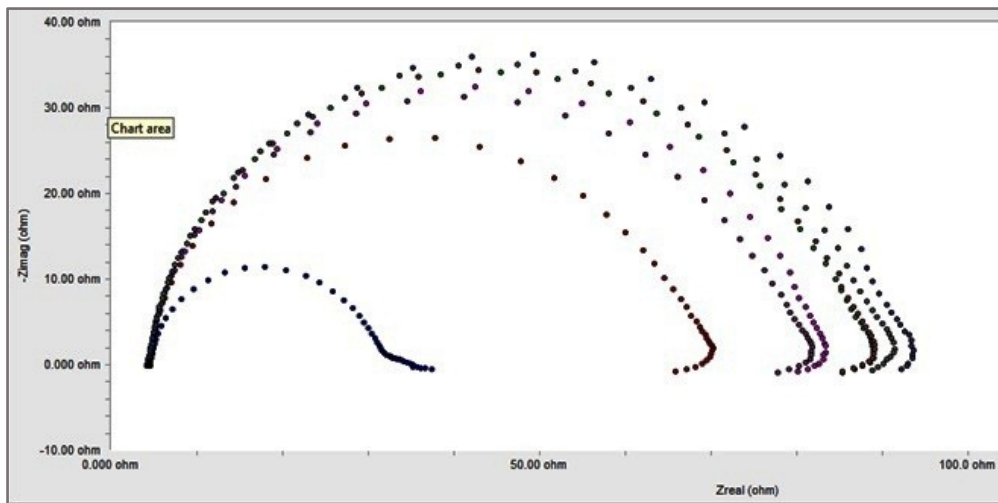 40.00 ohm
30.00 ohm
Chart area
20.00 ohm
-Zimag (ohm)
10.00 ohm
0.000 ohm
-10.00 ohm
0.000 ohm
50.00 ohm
100.0 ohm
Zreal (ohm)